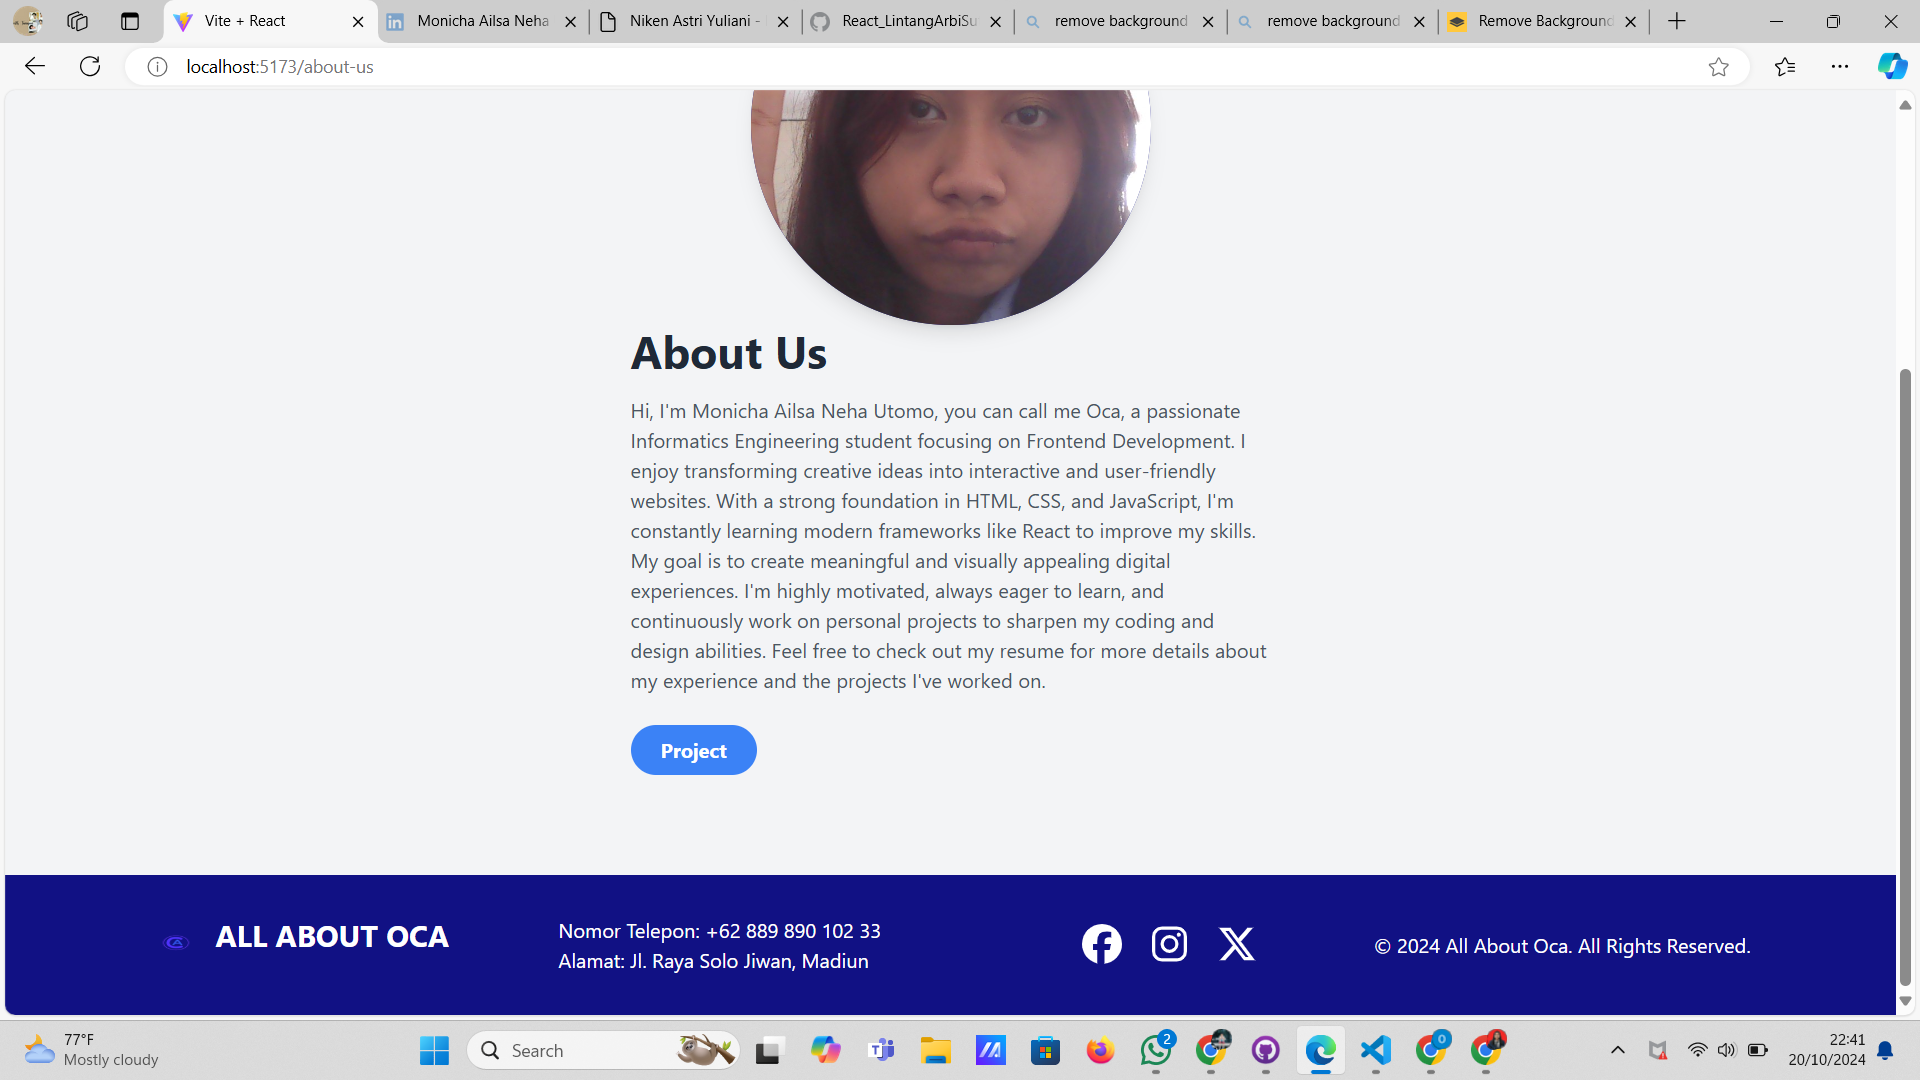 Vite + React
Monicha Ailsa Neha
Niken Astri Yuliani -
React_LintangArbiSu
remove background
remove background
Remove Background
localhost:5173/about-us
About Us
Hi, I'm Monicha Ailsa Neha Utomo, you can call me Oca, a passionate
Informatics Engineering student focusing on Frontend Development. I
enjoy transforming creative ideas into interactive and user-friendly
websites. With a strong foundation in HTML, CSS, and JavaScript, I'm
constantly learning modern frameworks like React to improve my skills.
My goal is to create meaningful and visually appealing digital
experiences. I'm highly motivated, always eager to learn, and
continuously work on personal projects to sharpen my coding and
design abilities. Feel free to check out my resume for more details about
my experience and the projects I've worked on.
Project
ALL ABOUT OCA
Nomor Telepon: +62 889 890 102 33
Alamat: Jl. Raya Solo Jiwan, Madiun
© 2024 All About Oca. All Rights Reserved.
77°F
Mostly cloudy
Search
2
0
22:41
20/10/2024